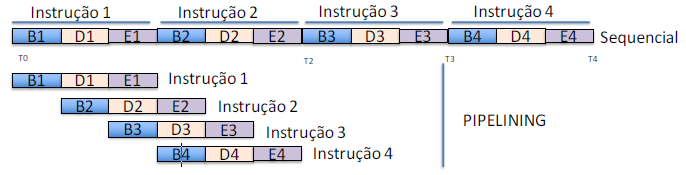 Instrução 1 Instrução 2 Instrução 3 Instrução 4
B1 D1 E1 B2 D2 E2 B3 D3 E3 B4 D4 E4 Sequencial
T0 T2 T3 T4
B1 D1 E1 Instrução 1
B2 D2 E2 Instrução 2
B3 D3 E3 Instrução 3
PIPELINING
B4 D4 E4 Instrução 4